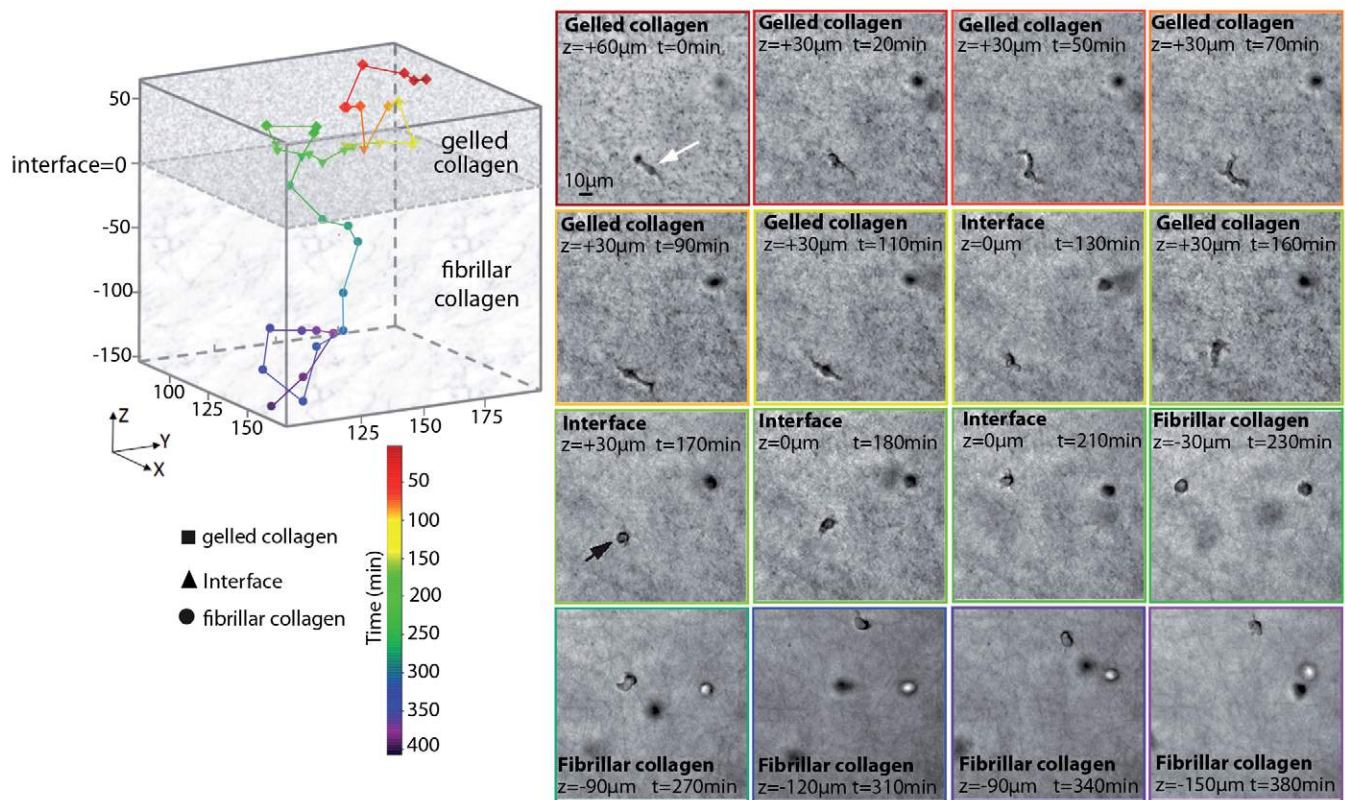 50
interface=0
-50
-100
-150
gelled
collagen
fibrillar
collagen
100
125
150
125
150
175
Z
Y
X
gelled collagen
Interface
fibrillar collagen
Time (min)
50
100
150
200
250
300
350
400
Gelled collagen
z=+60µm t=0min
10µm
Gelled collagen
z=+30µm t=20min
Gelled collagen
z=+30µm t=50min
Gelled collagen
z=+30µm t=70min
Gelled collagen
z=+30µm t=90min
Gelled collagen
z=+30µm t=110min
Interface
z=0µm t=130min
Gelled collagen
z=+30µm t=160min
Interface
z=+30µm t=170min
Interface
z=0µm t=180min
Interface
z=0µm t=210min
Fibrillar collagen
z=-30µm t=230min
Fibrillar collagen
z=-90µm t=270min
Fibrillar collagen
z=-120µm t=310min
Fibrillar collagen
z=-90µm t=340min
Fibrillar collagen
z=-150µm t=380min